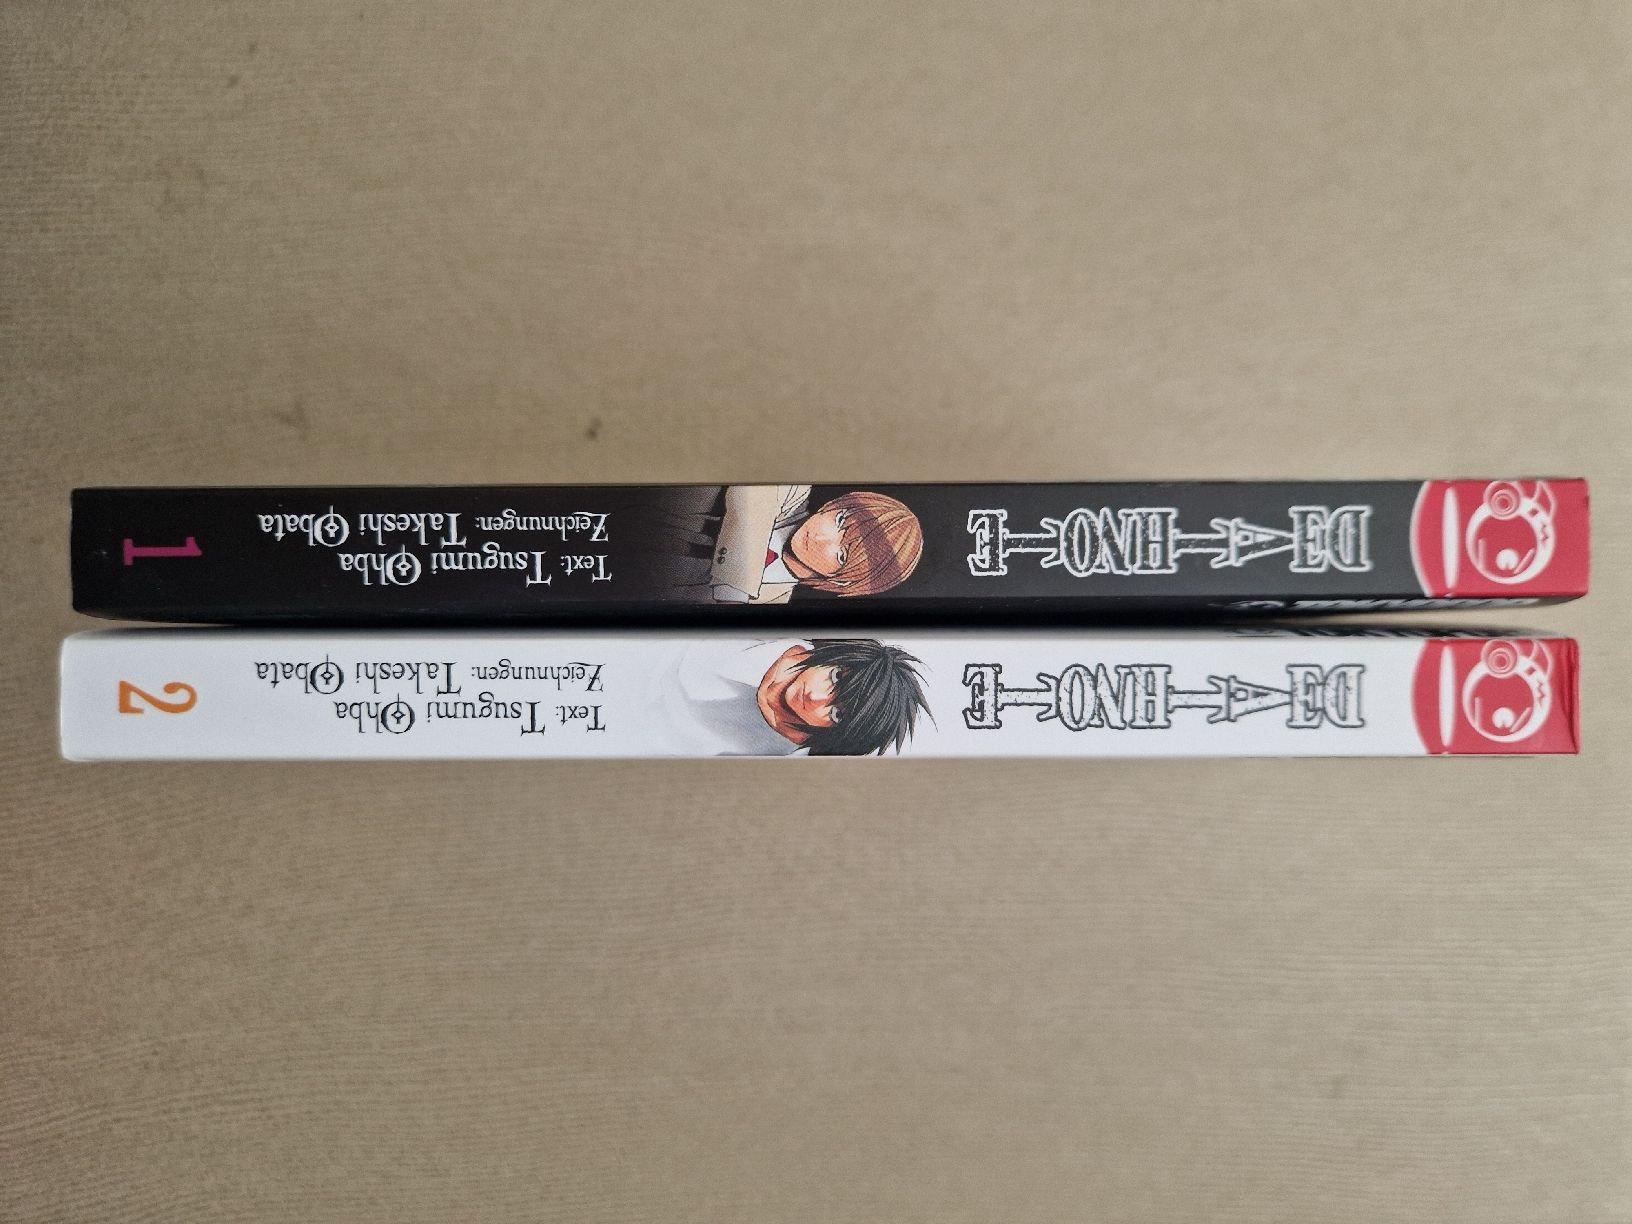 DEATH NOTE
Text: Tsugumi Ohba
Zeichnungen: Takeshi Obata
1
DEATH NOTE
Text: Tsugumi Ohba
Zeichnungen: Takeshi Obata
2